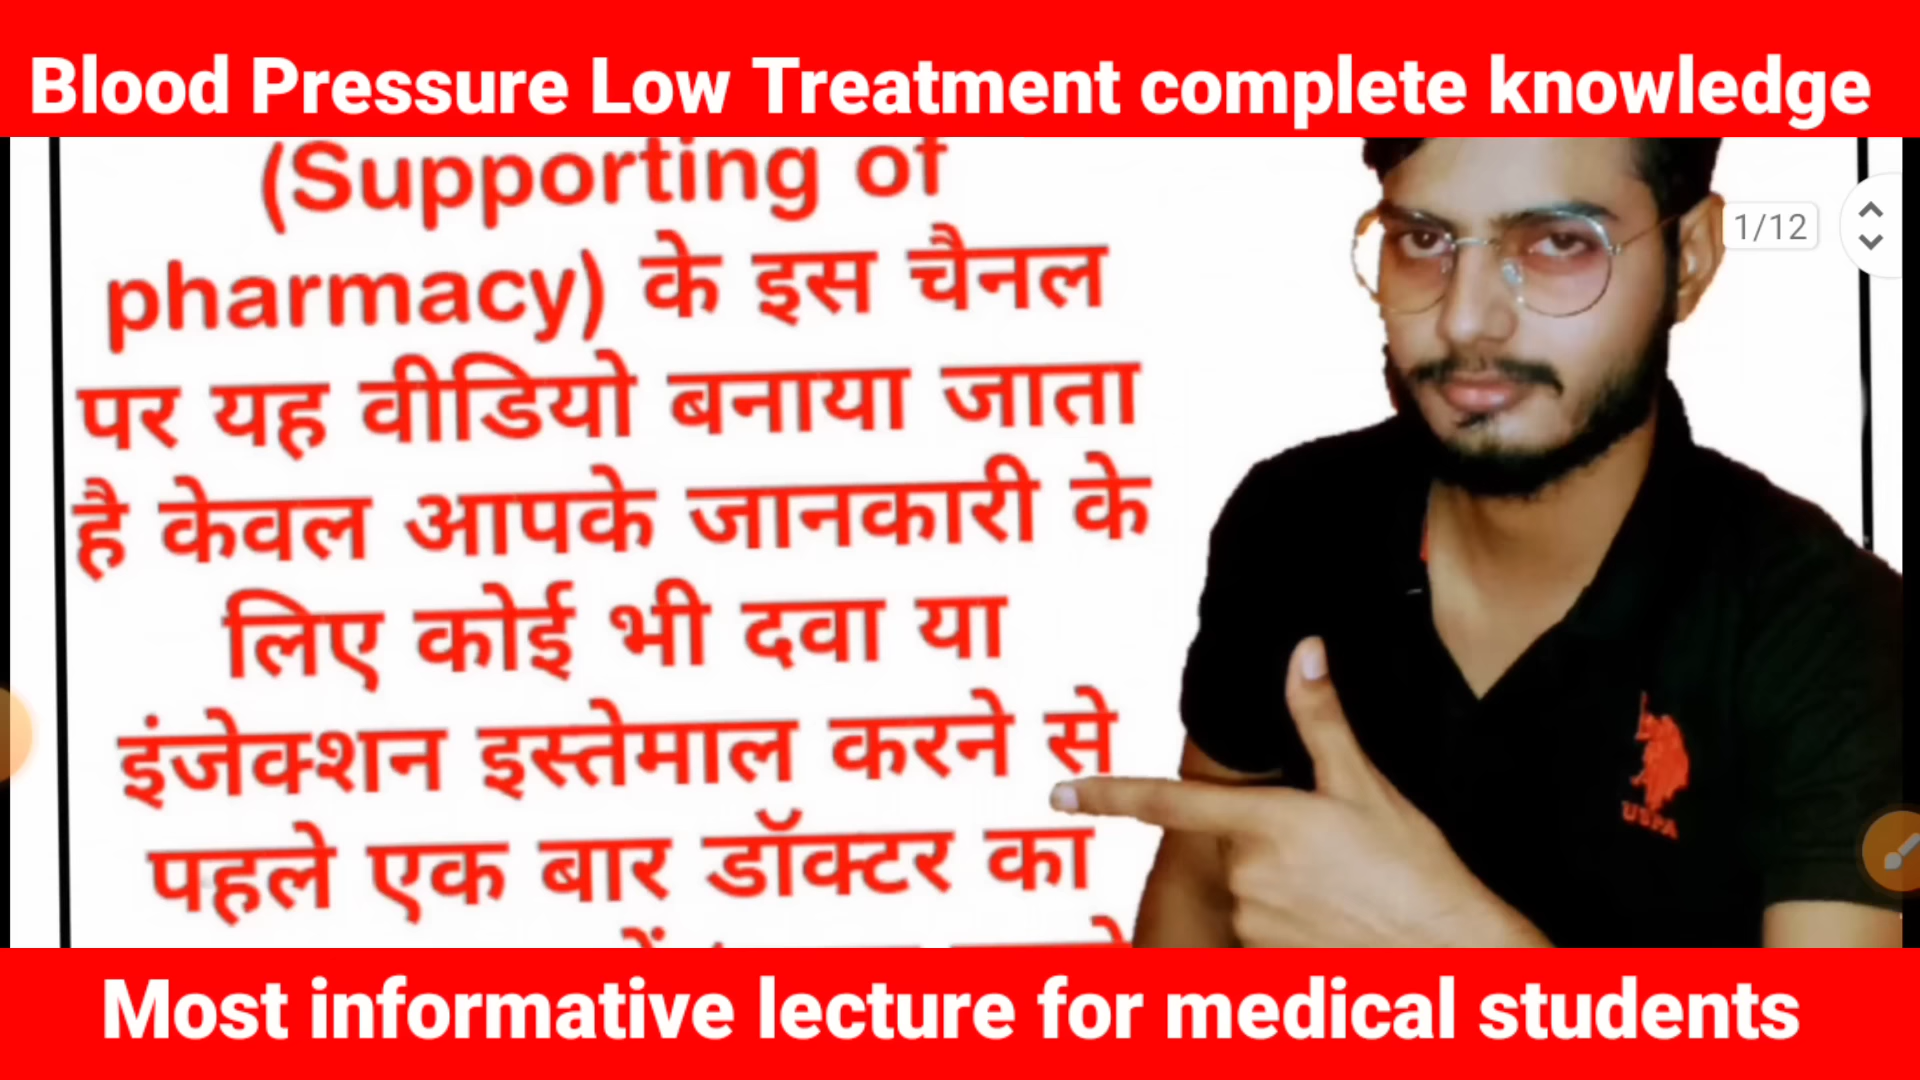 Blood Pressure Low Treatment complete knowledge
(Supporting of
pharmacy) के इस चैनल
पर यह वीडियो बनाया जाता
है केवल आपके जानकारी के
लिए कोई भी दवा या
इंजेक्शन इस्तेमाल करने से
पहले एक बार डॉक्टर का
1/12
USPA
Most informative lecture for medical students